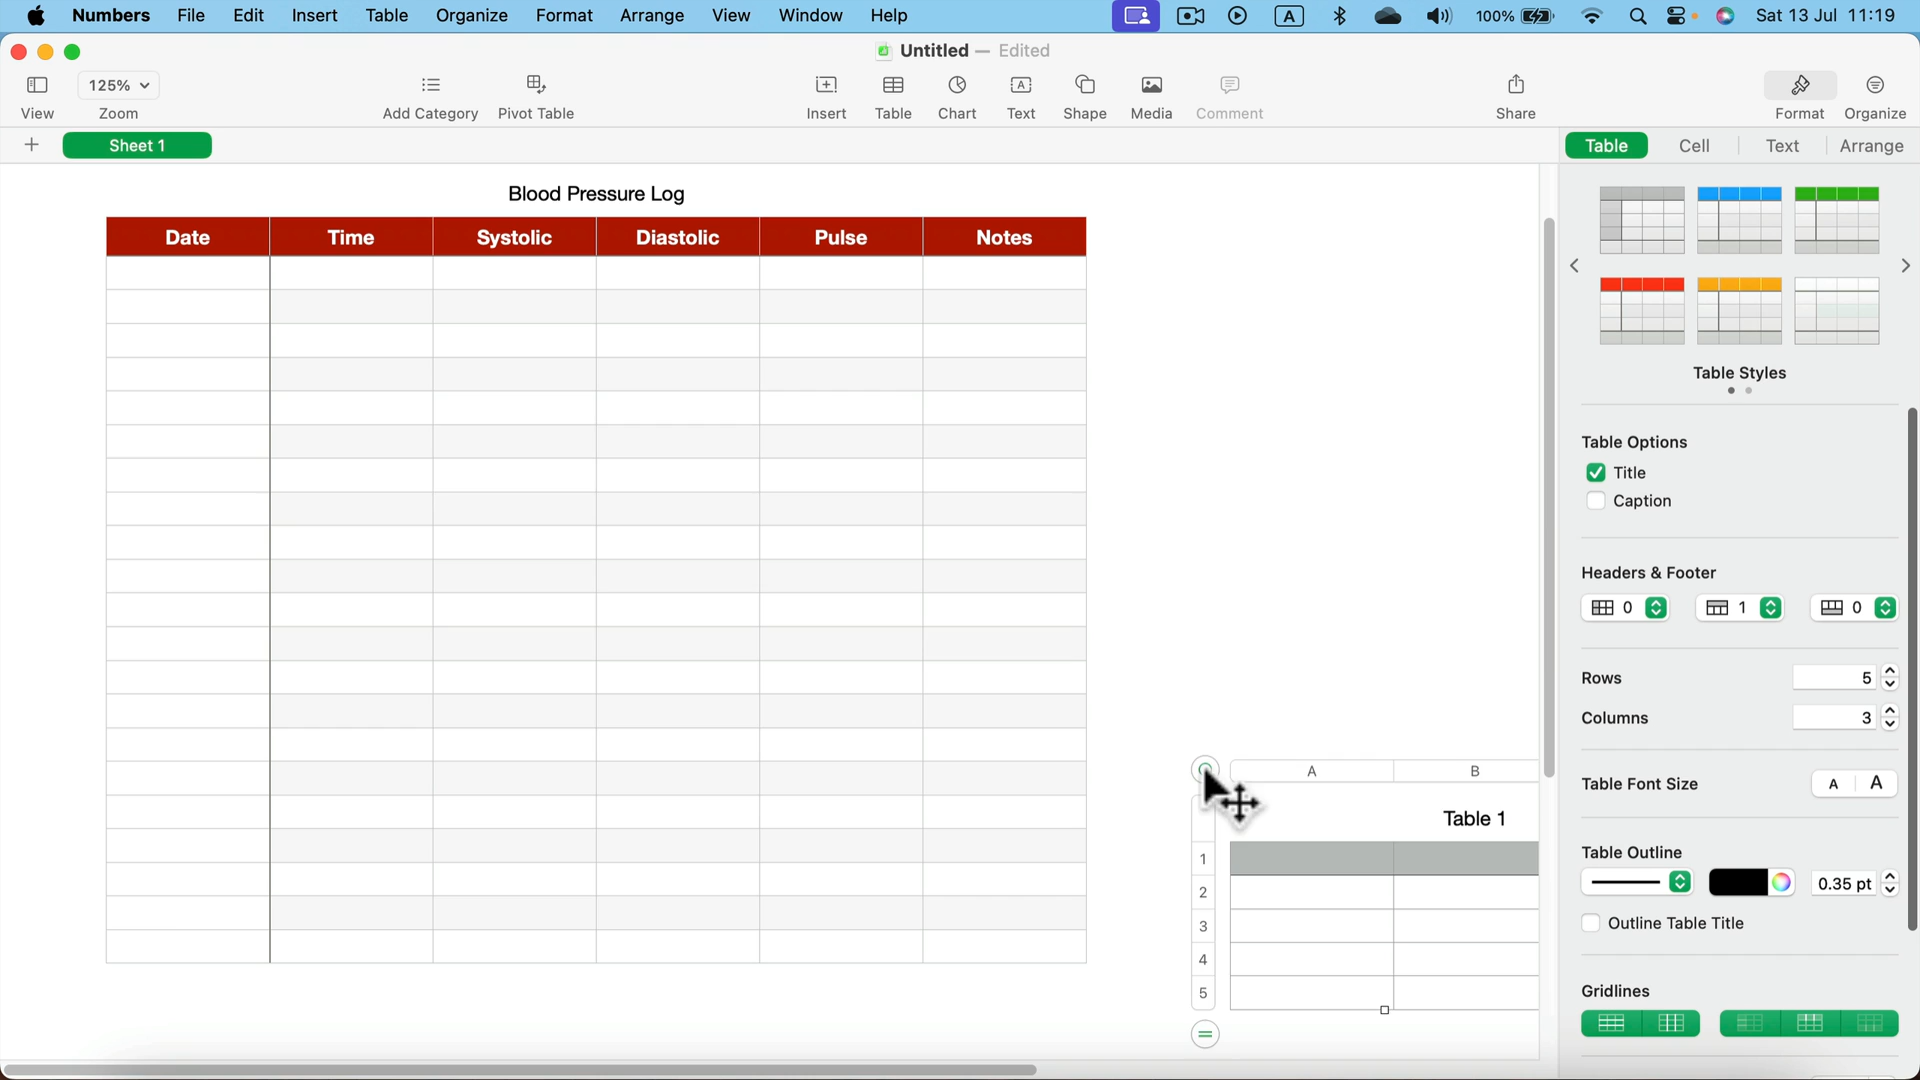 Numbers File Edit Insert Table Organize Format Arrange View Window Help A 100% Sat 13 Jul 11:19
Untitled — Edited
125%
View Zoom Add Category Pivot Table Insert Table Chart Text Shape Media Comment Share Format Organize
Sheet 1
Table Cell Text Arrange
Blood Pressure Log
Date Time Systolic Diastolic Pulse Notes
A B
Table 1
1
2
3
4
5
Table Styles
Table Options
Title
Caption
Headers & Footer
0 1 0
Rows 5
Columns 3
Table Font Size A A
Table Outline
0.35 pt
Outline Table Title
Gridlines